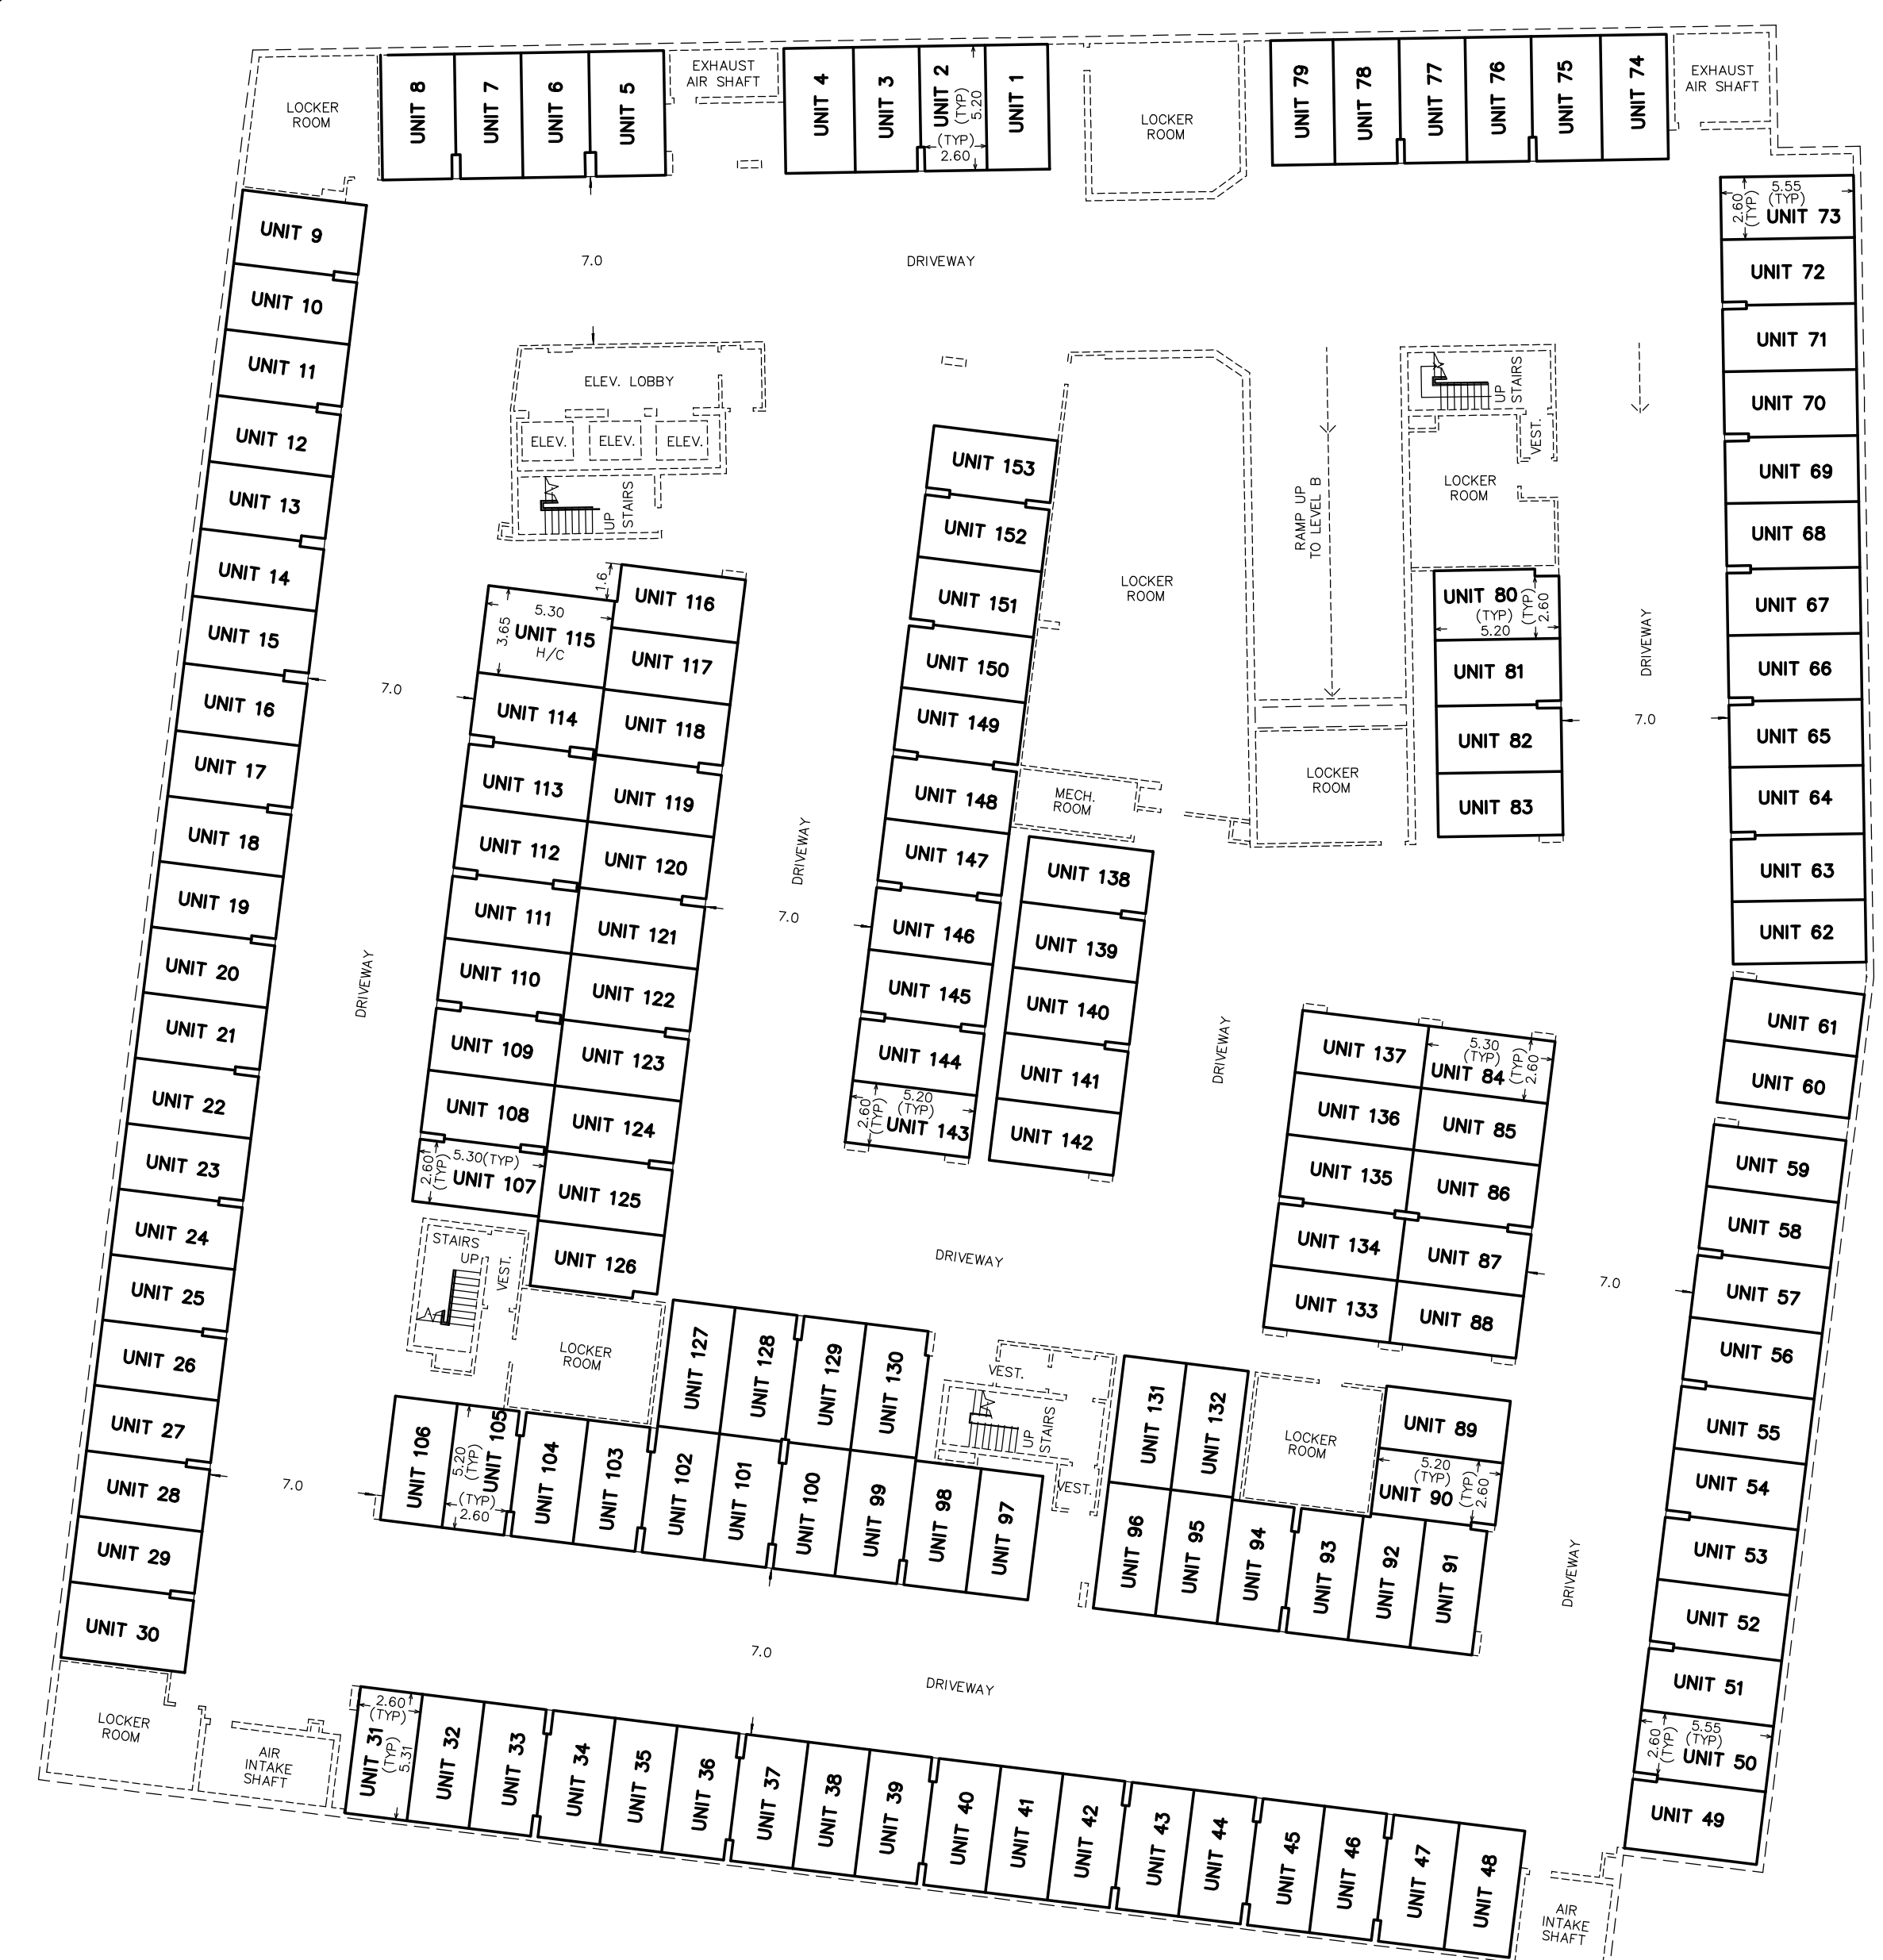 LOCKER
ROOM
UNIT 8
UNIT 7
UNIT 6
UNIT 5
EXHAUST
AIR SHAFT
UNIT 4
UNIT 3
UNIT 2
(TYP)
5.20
(TYP)
2.60
UNIT 1
LOCKER
ROOM
UNIT 79
UNIT 78
UNIT 77
UNIT 76
UNIT 75
UNIT 74
EXHAUST
AIR SHAFT
UNIT 9
UNIT 10
UNIT 11
UNIT 12
UNIT 13
UNIT 14
UNIT 15
UNIT 16
UNIT 17
UNIT 18
UNIT 19
UNIT 20
UNIT 21
UNIT 22
UNIT 23
UNIT 24
UNIT 25
UNIT 26
UNIT 27
UNIT 28
UNIT 29
UNIT 30
7.0
DRIVEWAY
5.55
(TYP)
2.60
(TYP)
UNIT 73
UNIT 72
UNIT 71
UNIT 70
UNIT 69
UNIT 68
UNIT 67
UNIT 66
UNIT 65
UNIT 64
UNIT 63
UNIT 62
UNIT 61
UNIT 60
UNIT 59
UNIT 58
UNIT 57
UNIT 56
UNIT 55
UNIT 54
UNIT 53
UNIT 52
UNIT 51
5.55
(TYP)
2.60
(TYP)
UNIT 50
UNIT 49
ELEV. LOBBY
ELEV.
ELEV.
ELEV.
UP
STAIRS
UNIT 153
UNIT 152
UNIT 151
UNIT 150
UNIT 149
UNIT 148
UNIT 147
UNIT 146
UNIT 145
UNIT 144
5.20
(TYP)
2.60
(TYP)
UNIT 143
LOCKER
ROOM
RAMP UP
TO LEVEL B
UP
STAIRS
VEST.
LOCKER
ROOM
UNIT 80
(TYP)
5.20
(TYP)
2.60
UNIT 81
UNIT 82
UNIT 83
DRIVEWAY
7.0
LOCKER
ROOM
MECH.
ROOM
UNIT 138
UNIT 139
UNIT 140
UNIT 141
UNIT 142
1.6
UNIT 116
UNIT 117
UNIT 118
UNIT 119
UNIT 120
UNIT 121
UNIT 122
UNIT 123
UNIT 124
UNIT 125
UNIT 126
5.30
3.65
UNIT 115
H/C
UNIT 114
UNIT 113
UNIT 112
UNIT 111
UNIT 110
UNIT 109
UNIT 108
5.30(TYP)
2.60
(TYP)
UNIT 107
7.0
DRIVEWAY
DRIVEWAY
7.0
DRIVEWAY
UNIT 137
UNIT 136
UNIT 135
UNIT 134
UNIT 133
5.30
(TYP)
UNIT 84
(TYP)
2.60
UNIT 85
UNIT 86
UNIT 87
UNIT 88
7.0
DRIVEWAY
STAIRS
UP
VEST.
LOCKER
ROOM
UNIT 127
UNIT 128
UNIT 129
UNIT 130
VEST.
UP
STAIRS
VEST.
UNIT 131
UNIT 132
LOCKER
ROOM
UNIT 89
5.20
(TYP)
UNIT 90
(TYP)
2.60
7.0
UNIT 106
5.20
(TYP)
UNIT 105
(TYP)
2.60
UNIT 104
UNIT 103
UNIT 102
UNIT 101
UNIT 100
UNIT 99
UNIT 98
UNIT 97
UNIT 96
UNIT 95
UNIT 94
UNIT 93
UNIT 92
UNIT 91
DRIVEWAY
7.0
DRIVEWAY
LOCKER
ROOM
AIR
INTAKE
SHAFT
2.60
(TYP)
UNIT 31
(TYP)
5.31
UNIT 32
UNIT 33
UNIT 34
UNIT 35
UNIT 36
UNIT 37
UNIT 38
UNIT 39
UNIT 40
UNIT 41
UNIT 42
UNIT 43
UNIT 44
UNIT 45
UNIT 46
UNIT 47
UNIT 48
AIR
INTAKE
SHAFT